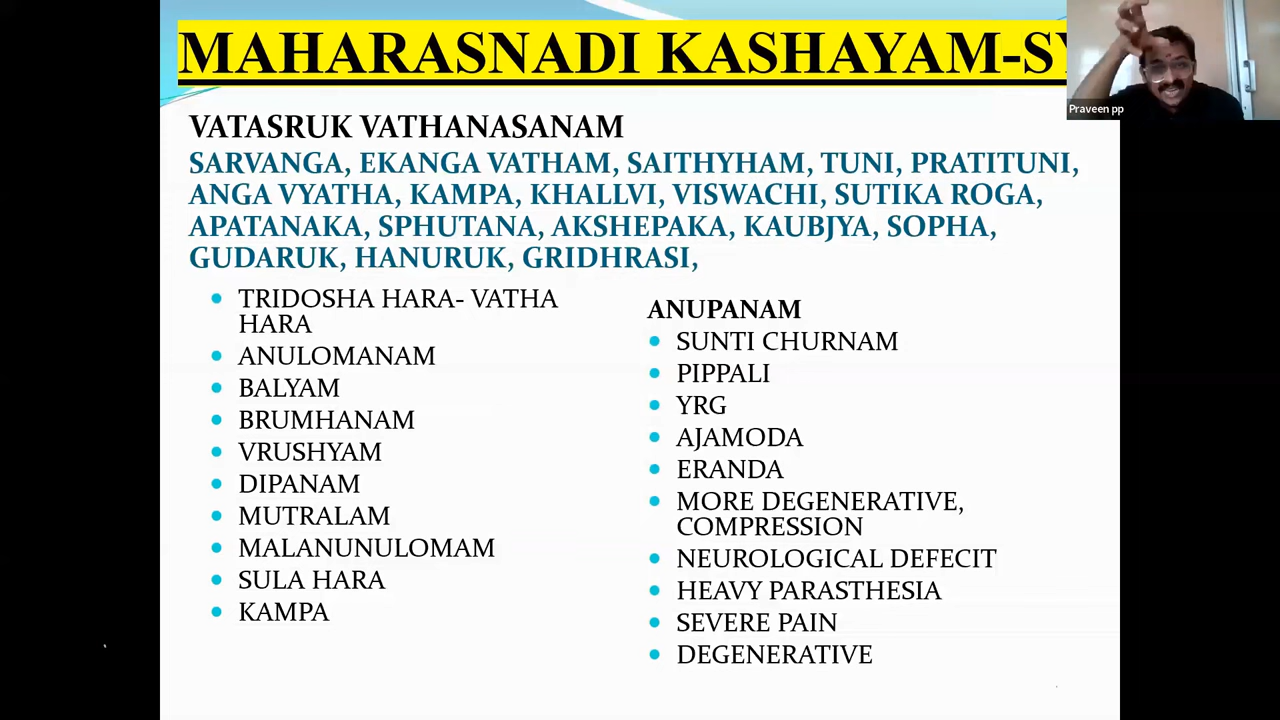 MAHARASNADI KASHAYAM-SY
Praveen pp
VATASRUK VATHANASANAM
SARVANGA, EKANGA VATHAM, SAITHYHAM, TUNI, PRATITUNI,
ANGA VYATHA, KAMPA, KHALLVI, VISWACHI, SUTIKA ROGA,
APATANAKA, SPHUTANA, AKSHEPAKA, KAUBJYA, SOPHA,
GUDARUK, HANURUK, GRIDHRASI,
TRIDOSHA HARA- VATHA
HARA
ANULOMANAM
BALYAM
BRUMHANAM
VRUSHYAM
DIPANAM
MUTRALAM
MALANUNULOMAM
SULA HARA
KAMPA
ANUPANAM
SUNTI CHURNAM
PIPPALI
YRG
AJAMODA
ERANDA
MORE DEGENERATIVE,
COMPRESSION
NEUROLOGICAL DEFECIT
HEAVY PARASTHESIA
SEVERE PAIN
DEGENERATIVE